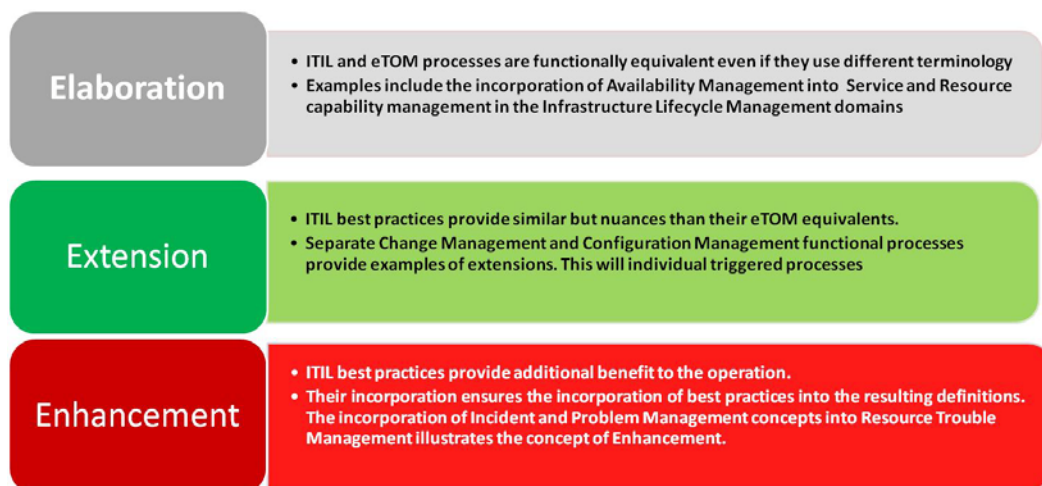 Elaboration
• ITIL and eTOM processes are functionally equivalent even if they use different terminology
• Examples include the incorporation of Availability Management into Service and Resource
capability management in the Infrastructure Lifecycle Management domains
Extension
• ITIL best practices provide similar but nuances than their eTOM equivalents.
• Separate Change Management and Configuration Management functional processes
provide examples of extensions. This will individual triggered processes
Enhancement
• ITIL best practices provide additional benefit to the operation.
• Their incorporation ensures the incorporation of best practices into the resulting definitions.
The incorporation of Incident and Problem Management concepts into Resource Trouble
Management illustrates the concept of Enhancement.